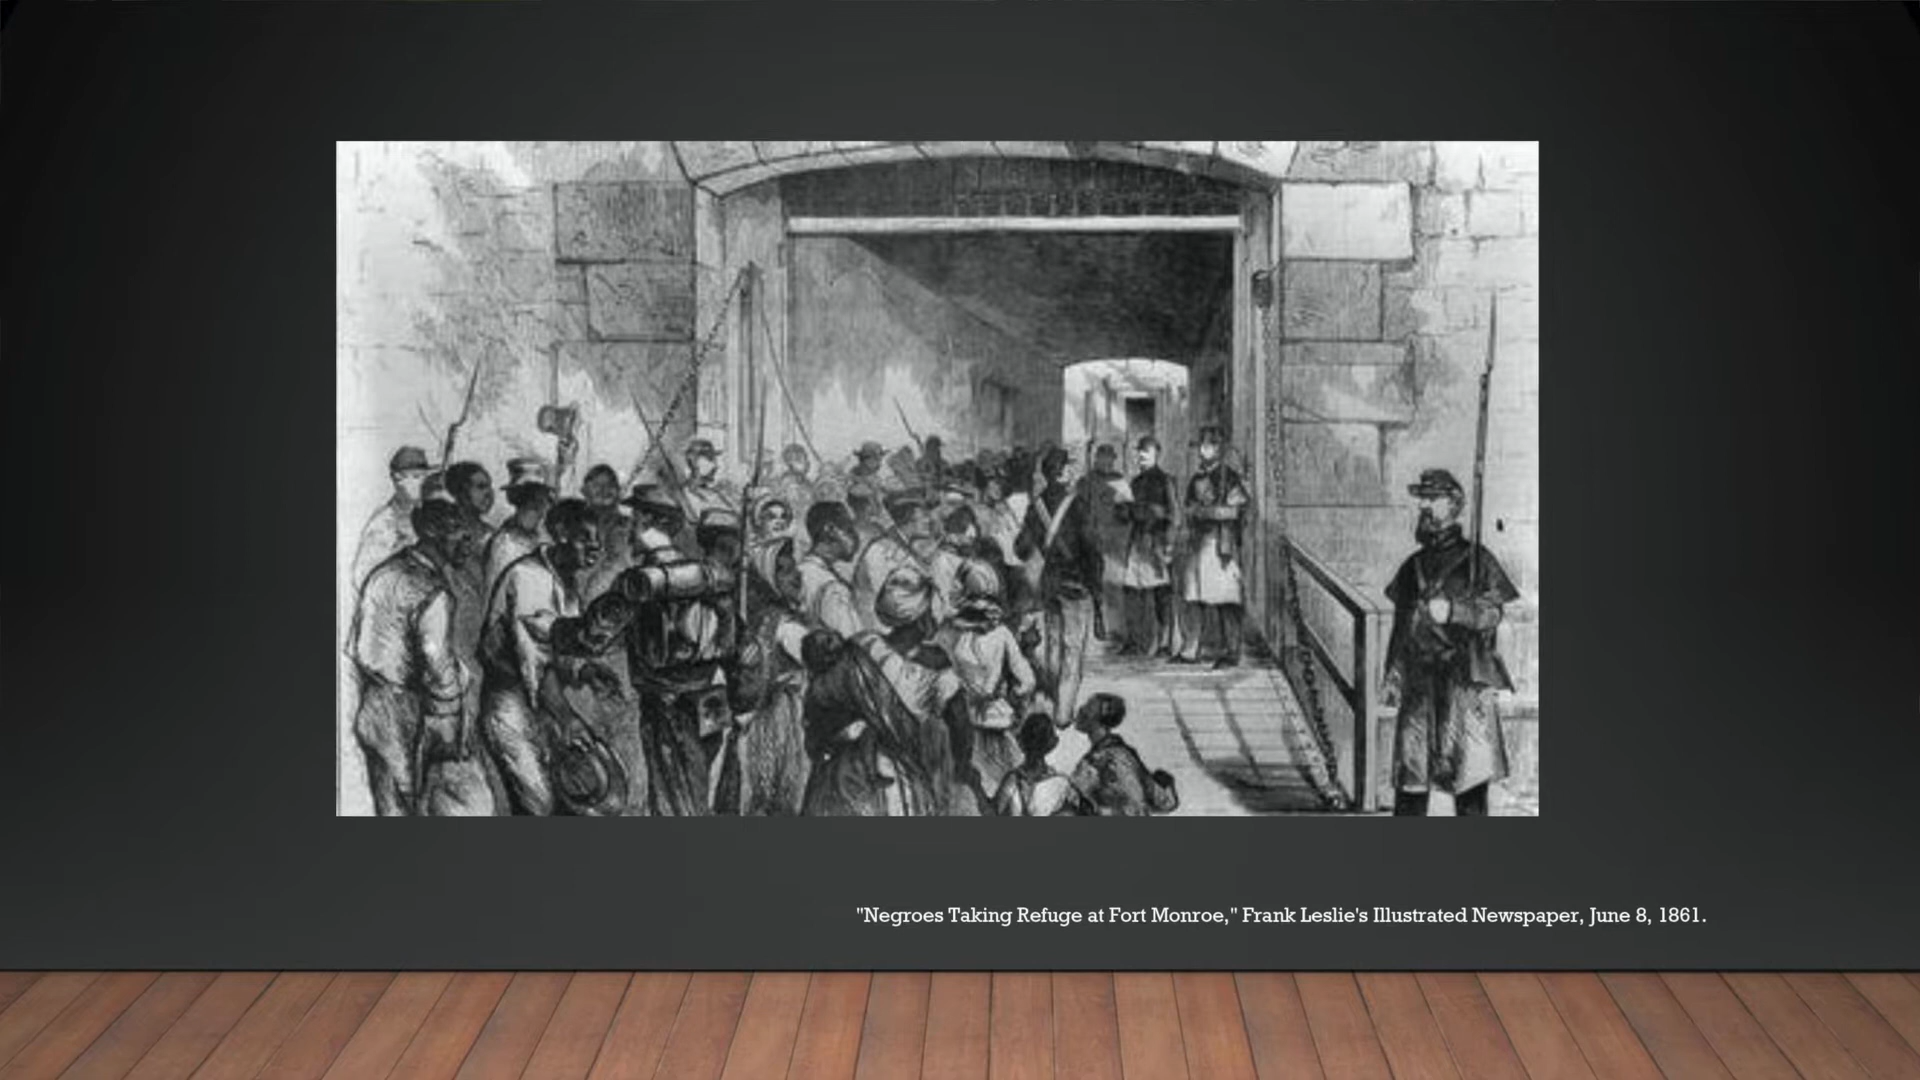 "Negroes Taking Refuge at Fort Monroe," Frank Leslie's Illustrated Newspaper, June 8, 1861.